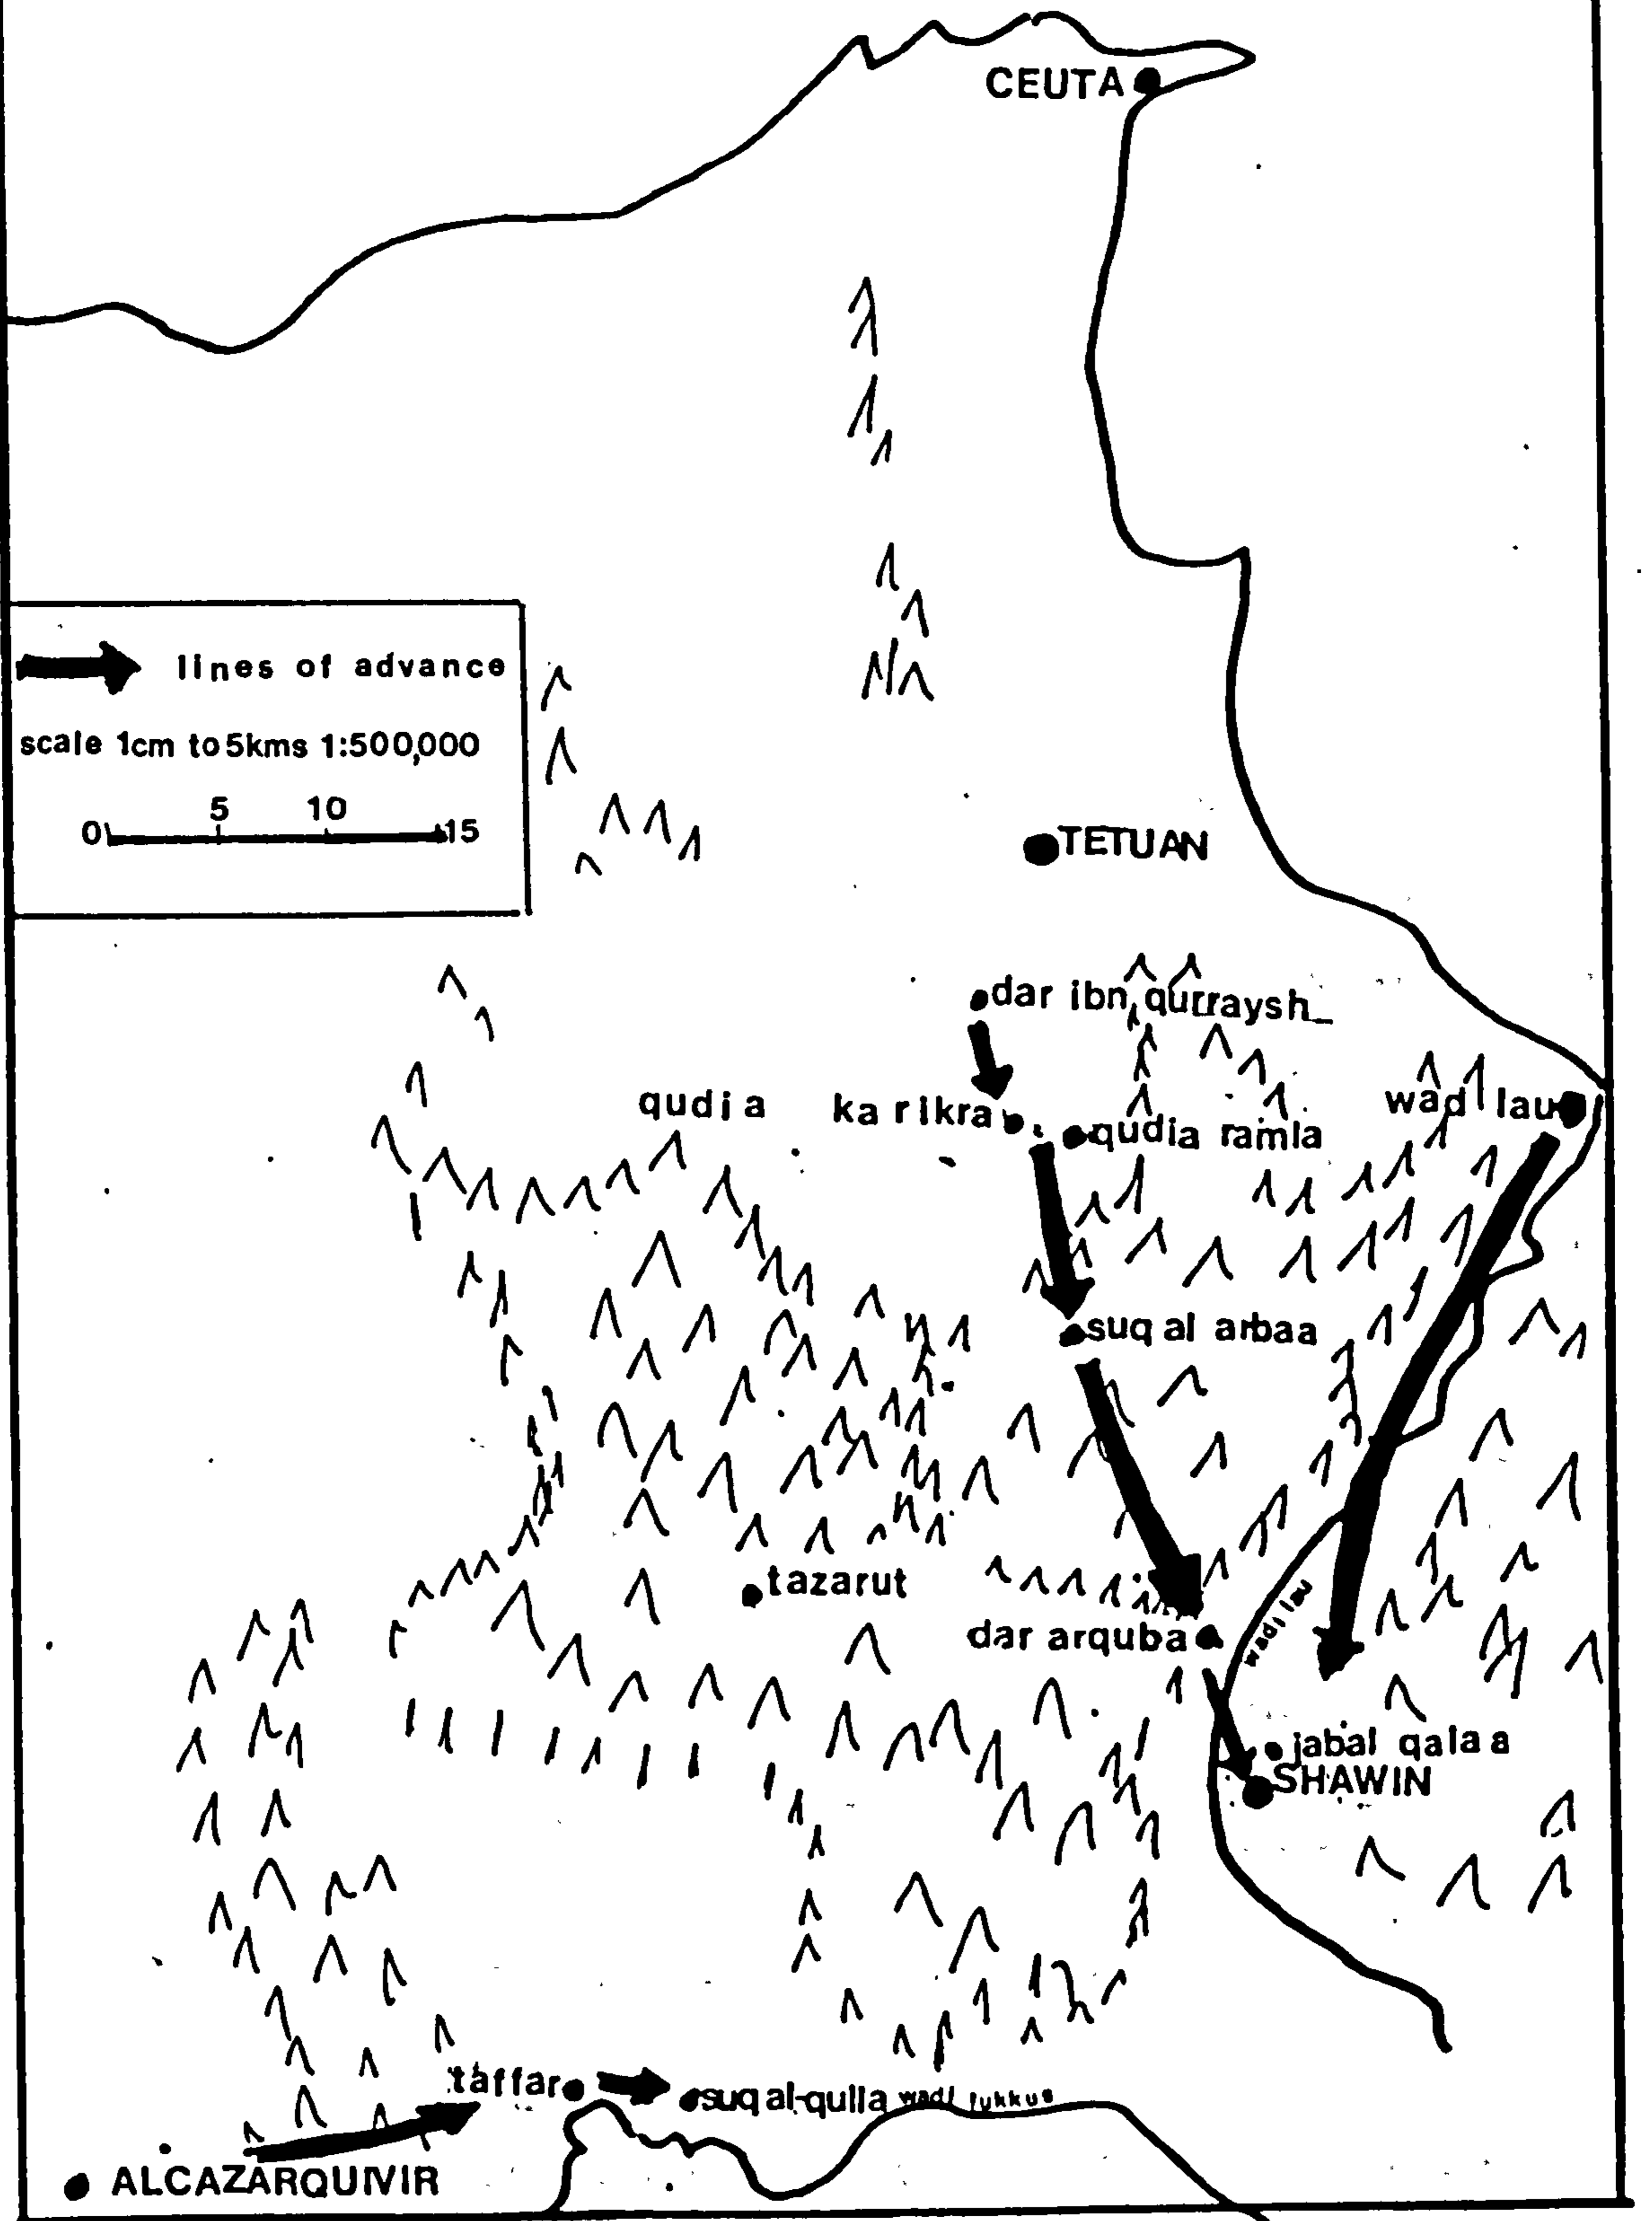 CEUTA
lines of advance
scale 1cm to 5kms 1:500,000
5 10
0 15
TETUAN
dar ibn qurraysh
qudia karikra qudia ramla
wad lau
suq al arbaa
tazarut
dar arquba
wadi lau
jabal qalaa
SHAWIN
taffar
suq al-qulla wadi lukkus
ALCAZARQUIVIR